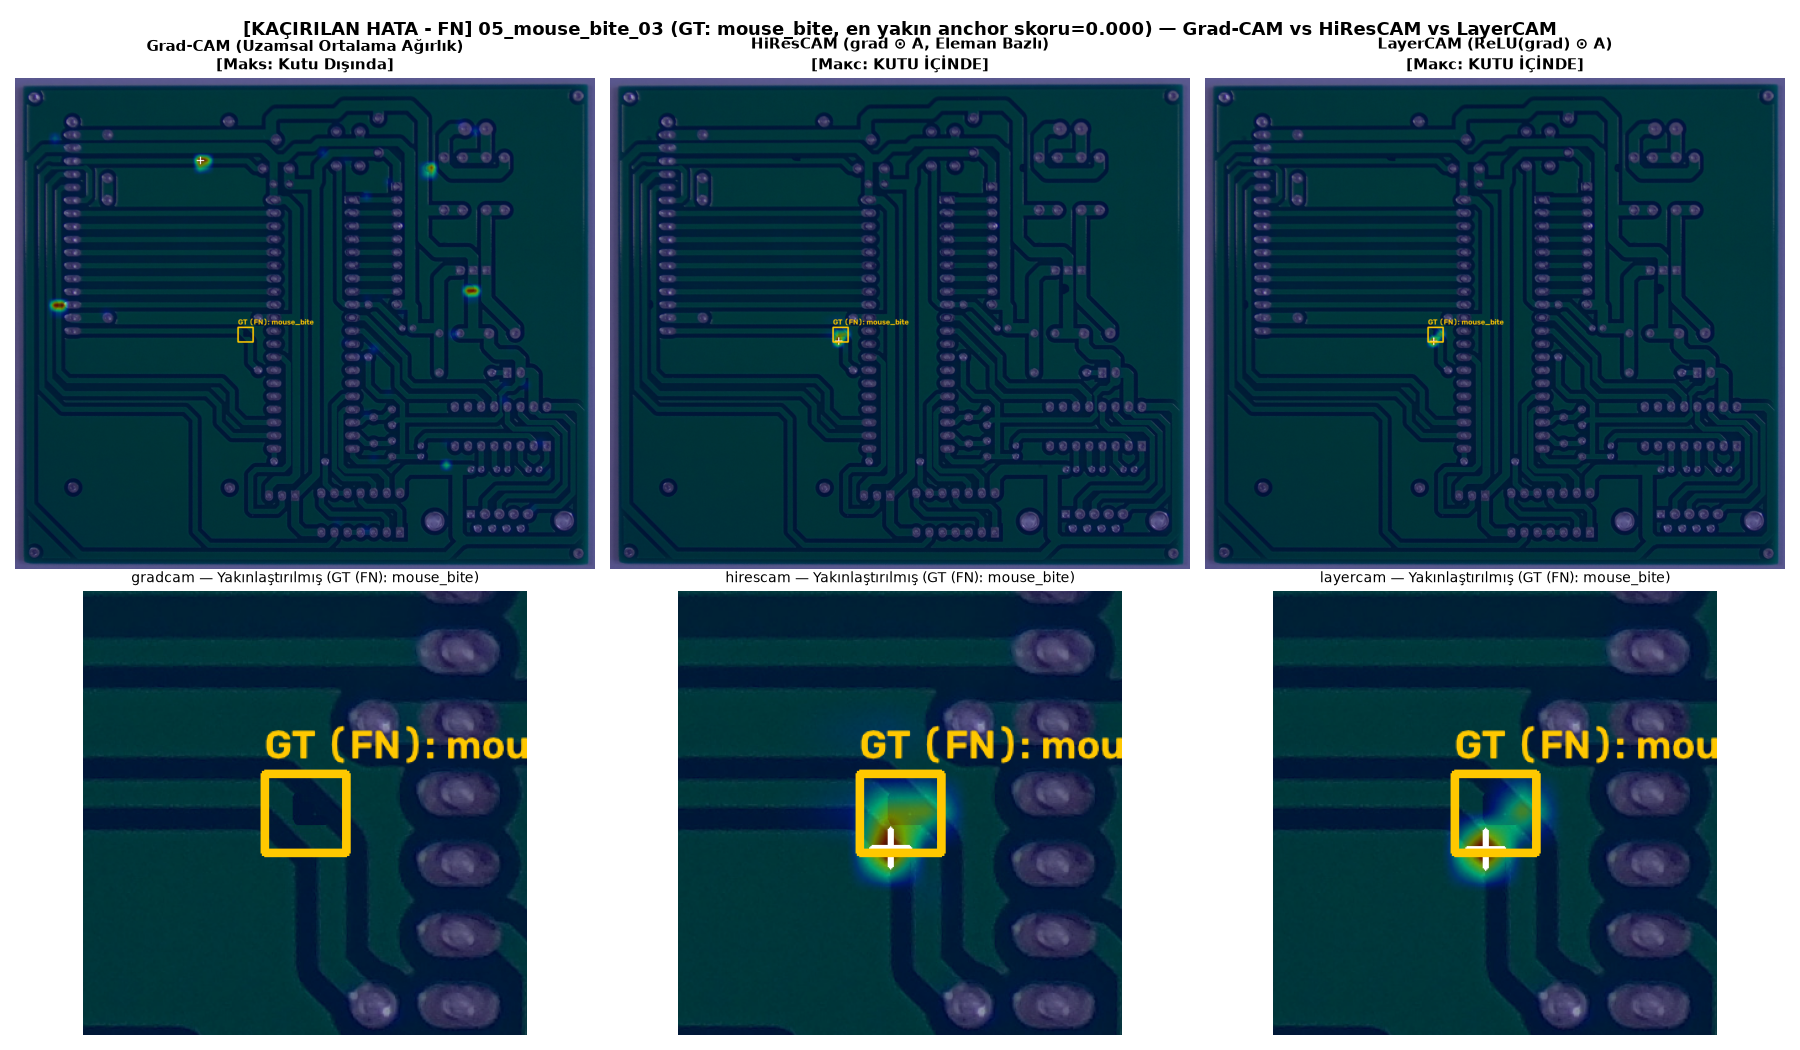 [KAÇIRILAN HATA - FN] 05_mouse_bite_03 (GT: mouse_bite, en yakın anchor skoru=0.000) — Grad-CAM vs HiResCAM vs LayerCAM
Grad-CAM (Uzamsal Ortalama Ağırlık)
[Maks: Kutu Dışında]
HiResCAM (grad ⊙ A, Eleman Bazlı)
[Макс: KUTU İÇİNDE]
LayerCAM (ReLU(grad) ⊙ A)
[Макс: KUTU İÇİNDE]
GT (FN): mouse_bite
GT (FN): mouse_bite
GT (FN): mouse_bite
gradcam — Yakınlaştırılmış (GT (FN): mouse_bite)
hirescam — Yakınlaştırılmış (GT (FN): mouse_bite)
layercam — Yakınlaştırılmış (GT (FN): mouse_bite)
GT (FN): mou
GT (FN): mou
GT (FN): mou